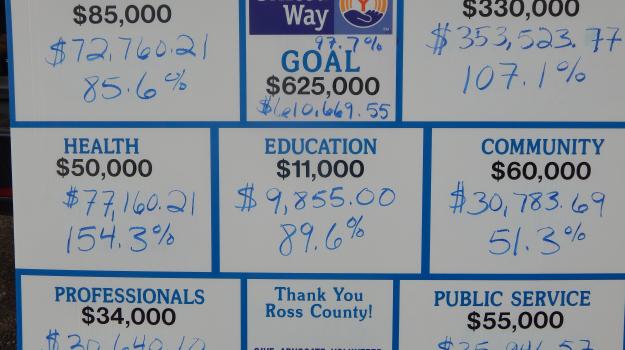 $85,000
$72,760.21
85.6%
Way
97.7%
GOAL
$625,000
$610,669.55
$330,000
$353,523.77
107.1%
HEALTH
$50,000
$77,160.21
154.3%
EDUCATION
$11,000
$9,855.00
89.6%
COMMUNITY
$60,000
$30,783.69
51.3%
PROFESSIONALS
$34,000
Thank You
Ross County!
PUBLIC SERVICE
$55,000